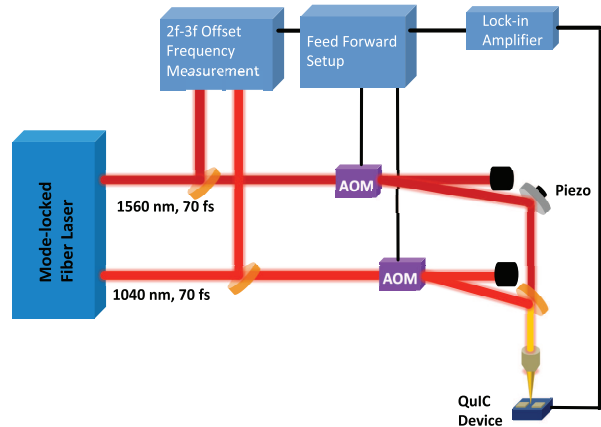 2f-3f Offset
Frequency
Measurement
Feed Forward
Setup
Lock-in
Amplifier
Mode-locked
Fiber Laser
1560 nm, 70 fs
AOM
Piezo
1040 nm, 70 fs
AOM
QuIC
Device